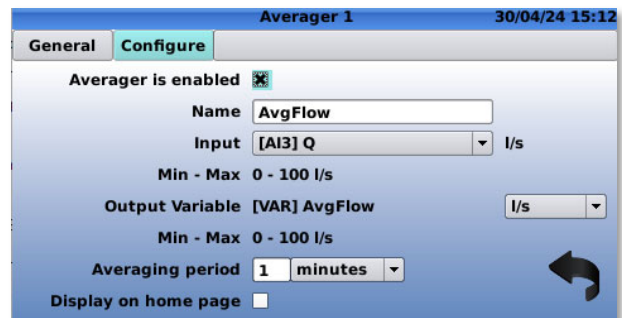 Averager 1 30/04/24 15:12
General Configure
Averager is enabled
Name AvgFlow
Input [AI3] Q l/s
Min - Max 0 - 100 l/s
Output Variable [VAR] AvgFlow l/s
Min - Max 0 - 100 l/s
Averaging period 1 minutes
Display on home page